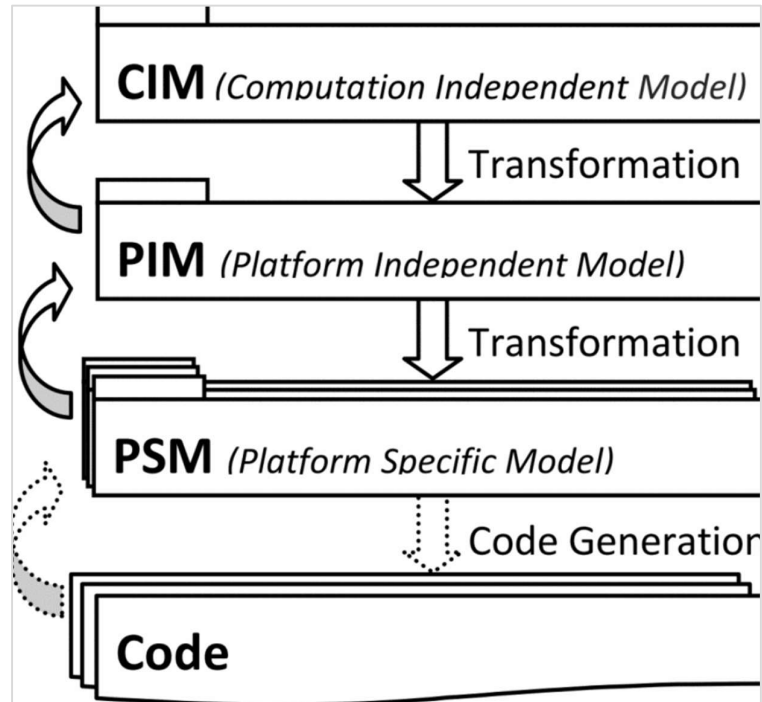 CIM (Computation Independent Model)
Transformation
PIM (Platform Independent Model)
Transformation
PSM (Platform Specific Model)
Code Generation
Code